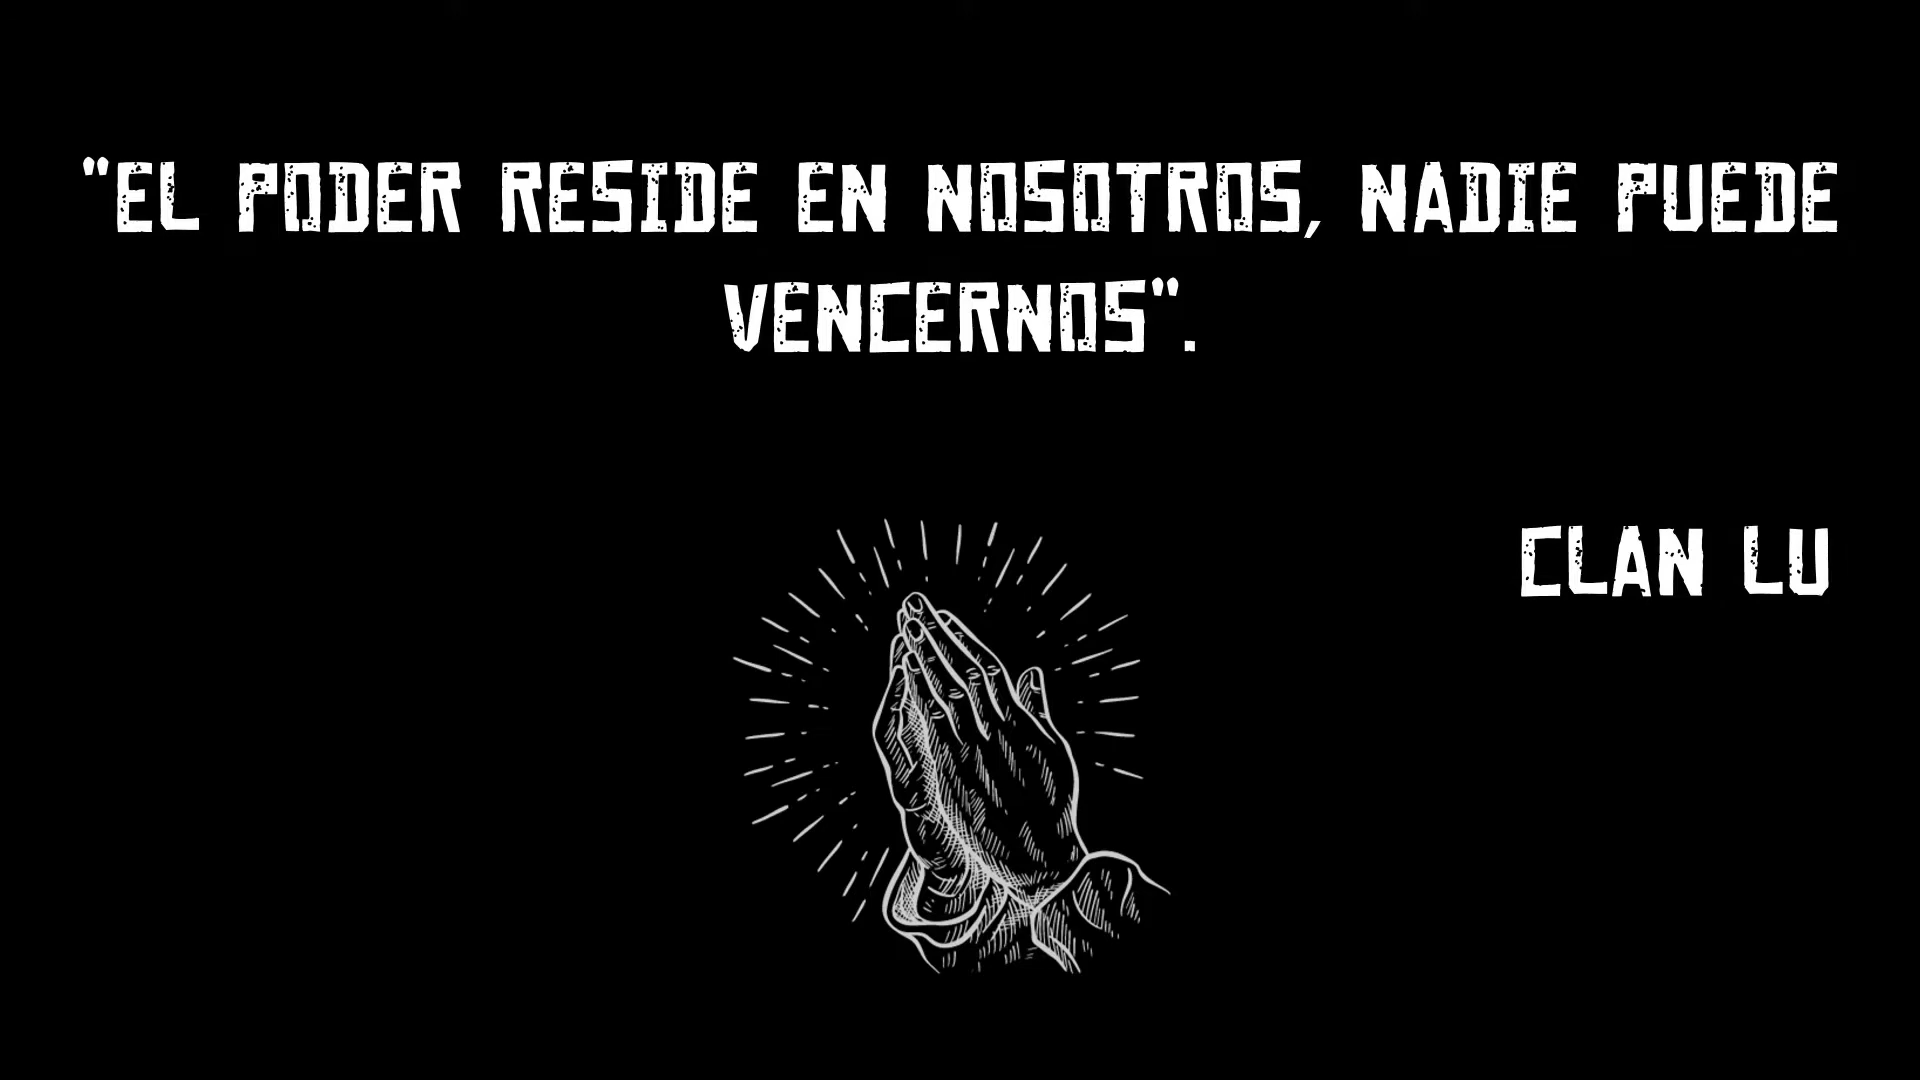 "EL PODER RESIDE EN NOSOTROS, NADIE PUEDE
VENCERNOS".
CLAN LU